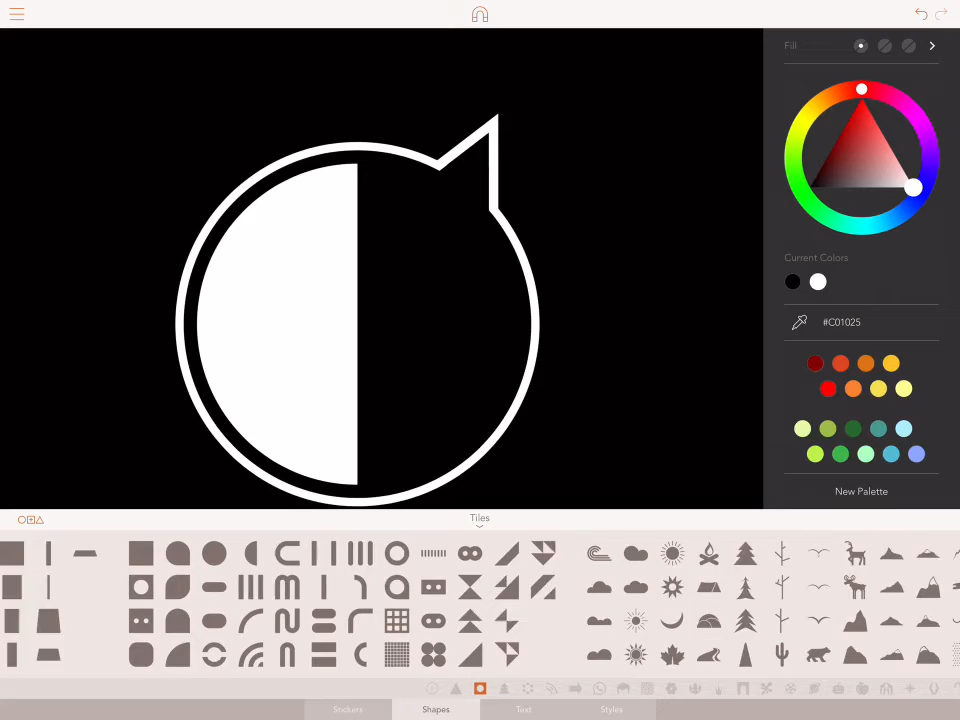 Fill
Current Colors
#C01025
New Palette
Tiles
Stickers
Shapes
Text
Styles